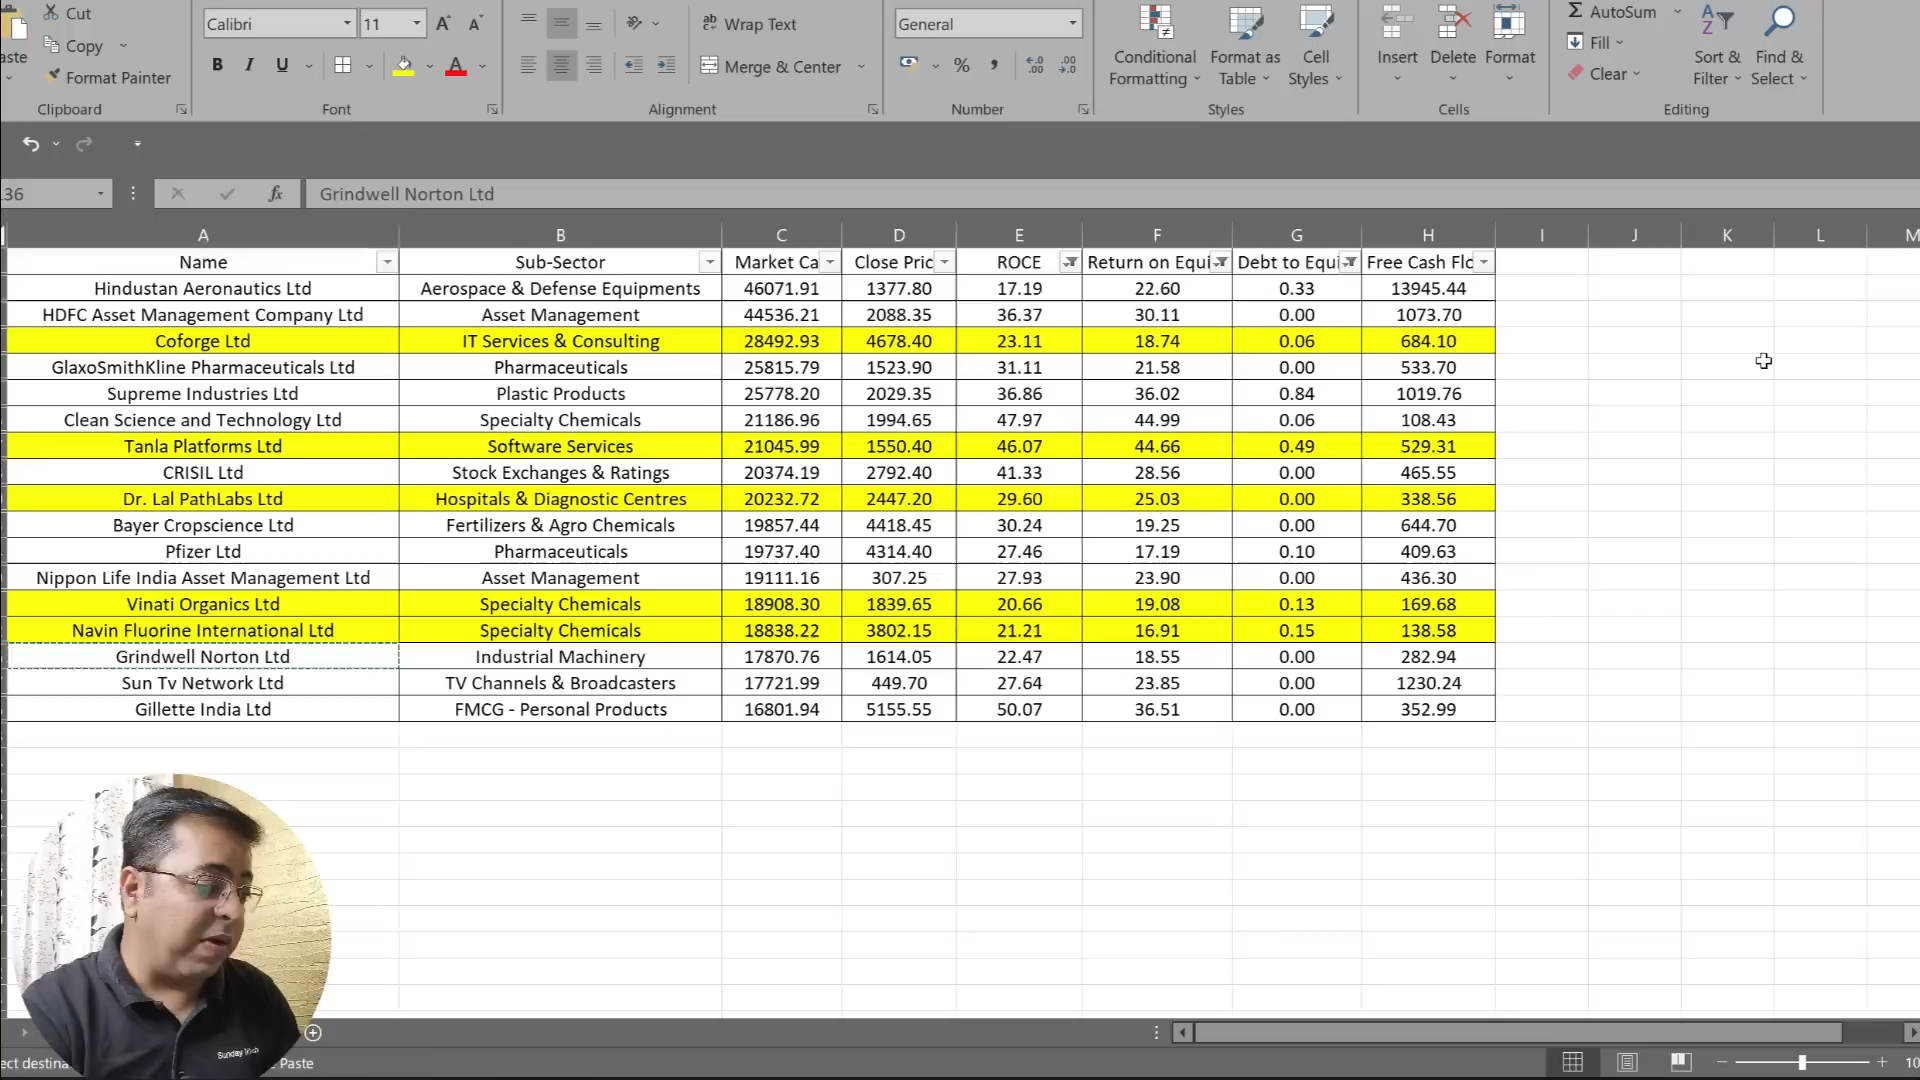 Cut
Calibri 11
Wrap Text
General
AutoSum
Copy
Conditional Formatting
Format as Table
Cell Styles
Insert Delete Format
Fill
Sort & Filter
Find & Select
Format Painter
B I U
Merge & Center
Clear
Clipboard Font Alignment Number Styles Cells Editing
36 fx Grindwell Norton Ltd
A B C D E F G H I J K L M
Name Sub-Sector Market Ca Close Pric ROCE Return on Equi Debt to Equi Free Cash Flo
Hindustan Aeronautics Ltd Aerospace & Defense Equipments 46071.91 1377.80 17.19 22.60 0.33 13945.44
HDFC Asset Management Company Ltd Asset Management 44536.21 2088.35 36.37 30.11 0.00 1073.70
Coforge Ltd IT Services & Consulting 28492.93 4678.40 23.11 18.74 0.06 684.10
GlaxoSmithKline Pharmaceuticals Ltd Pharmaceuticals 25815.79 1523.90 31.11 21.58 0.00 533.70
Supreme Industries Ltd Plastic Products 25778.20 2029.35 36.86 36.02 0.84 1019.76
Clean Science and Technology Ltd Specialty Chemicals 21186.96 1994.65 47.97 44.99 0.06 108.43
Tanla Platforms Ltd Software Services 21045.99 1550.40 46.07 44.66 0.49 529.31
CRISIL Ltd Stock Exchanges & Ratings 20374.19 2792.40 41.33 28.56 0.00 465.55
Dr. Lal PathLabs Ltd Hospitals & Diagnostic Centres 20232.72 2447.20 29.60 25.03 0.00 338.56
Bayer Cropscience Ltd Fertilizers & Agro Chemicals 19857.44 4418.45 30.24 19.25 0.00 644.70
Pfizer Ltd Pharmaceuticals 19737.40 4314.40 27.46 17.19 0.10 409.63
Nippon Life India Asset Management Ltd Asset Management 19111.16 307.25 27.93 23.90 0.00 436.30
Vinati Organics Ltd Specialty Chemicals 18908.30 1839.65 20.66 19.08 0.13 169.68
Navin Fluorine International Ltd Specialty Chemicals 18838.22 3802.15 21.21 16.91 0.15 138.58
Grindwell Norton Ltd Industrial Machinery 17870.76 1614.05 22.47 18.55 0.00 282.94
Sun Tv Network Ltd TV Channels & Broadcasters 17721.99 449.70 27.64 23.85 0.00 1230.24
Gillette India Ltd FMCG - Personal Products 16801.94 5155.55 50.07 36.51 0.00 352.99
Paste